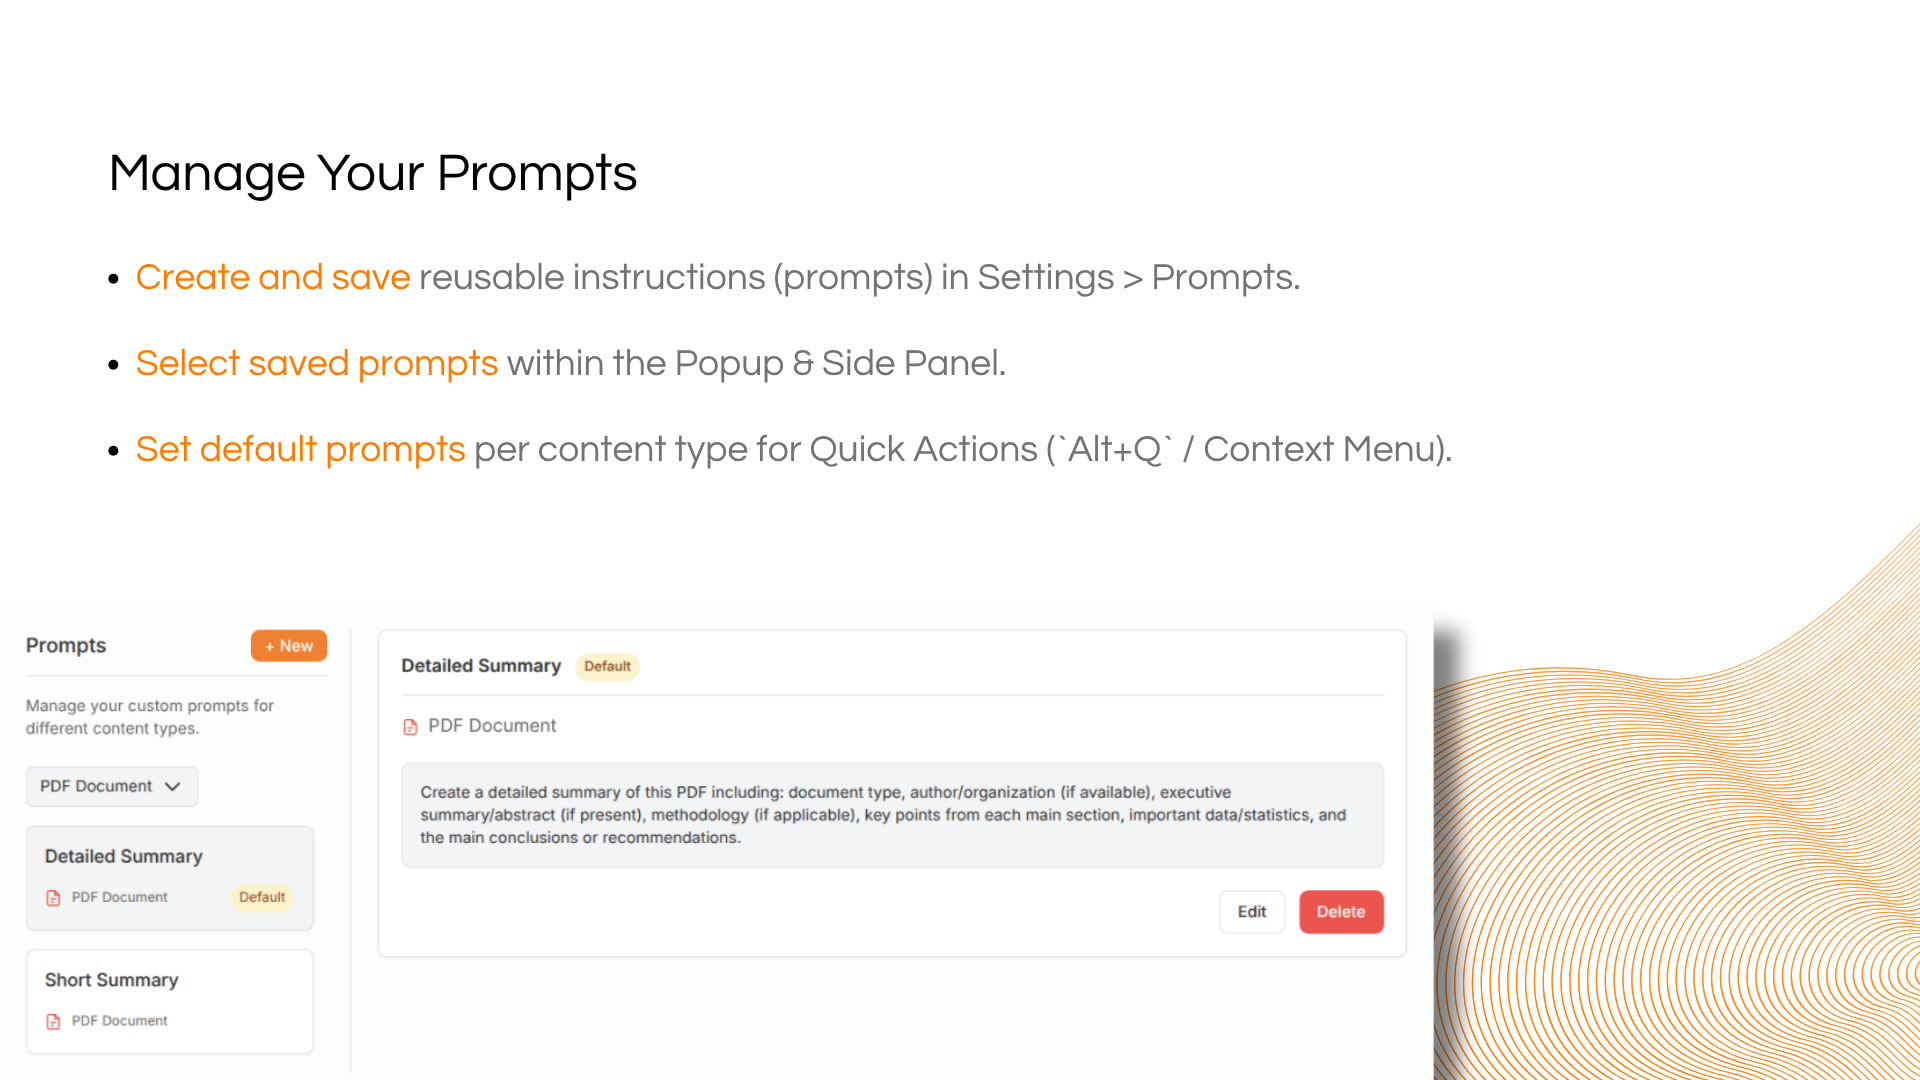 Manage Your Prompts
• Create and save reusable instructions (prompts) in Settings > Prompts.
• Select saved prompts within the Popup & Side Panel.
• Set default prompts per content type for Quick Actions (`Alt+Q` / Context Menu).
Prompts
+ New
Manage your custom prompts for
different content types.
PDF Document
Detailed Summary
PDF Document Default
Short Summary
PDF Document
Detailed Summary Default
PDF Document
Create a detailed summary of this PDF including: document type, author/organization (if available), executive
summary/abstract (if present), methodology (if applicable), key points from each main section, important data/statistics, and
the main conclusions or recommendations.
Edit Delete